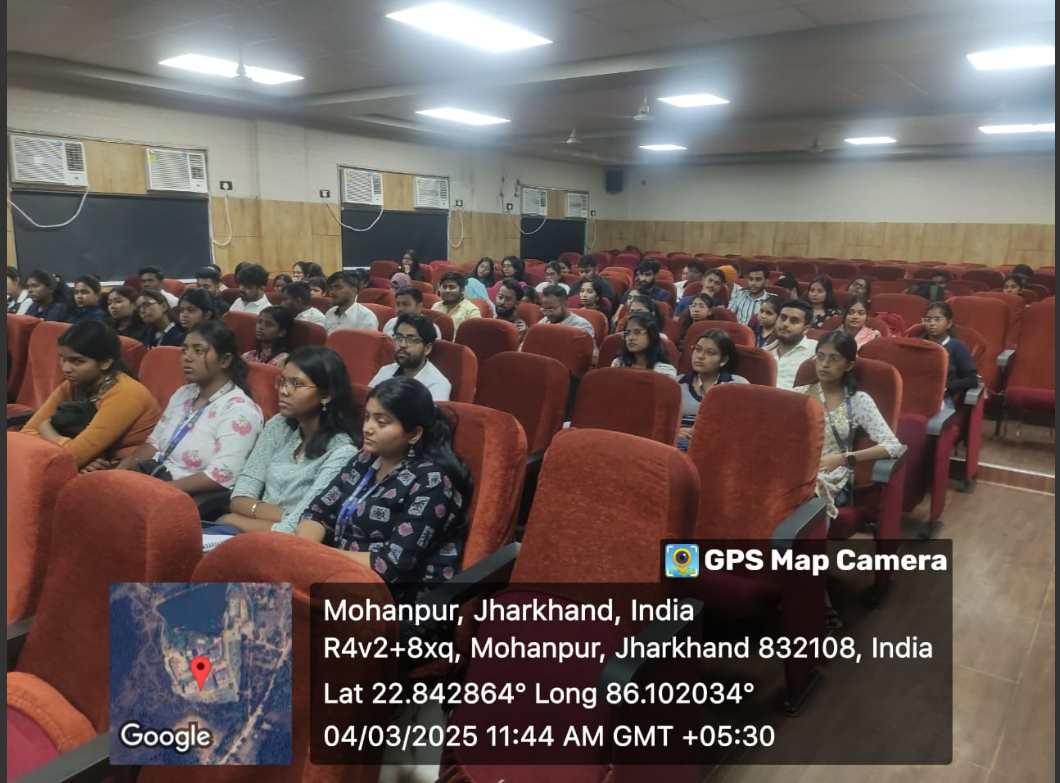 GPS Map Camera
Mohanpur, Jharkhand, India
R4v2+8xq, Mohanpur, Jharkhand 832108, India
Lat 22.842864° Long 86.102034°
04/03/2025 11:44 AM GMT +05:30
Google